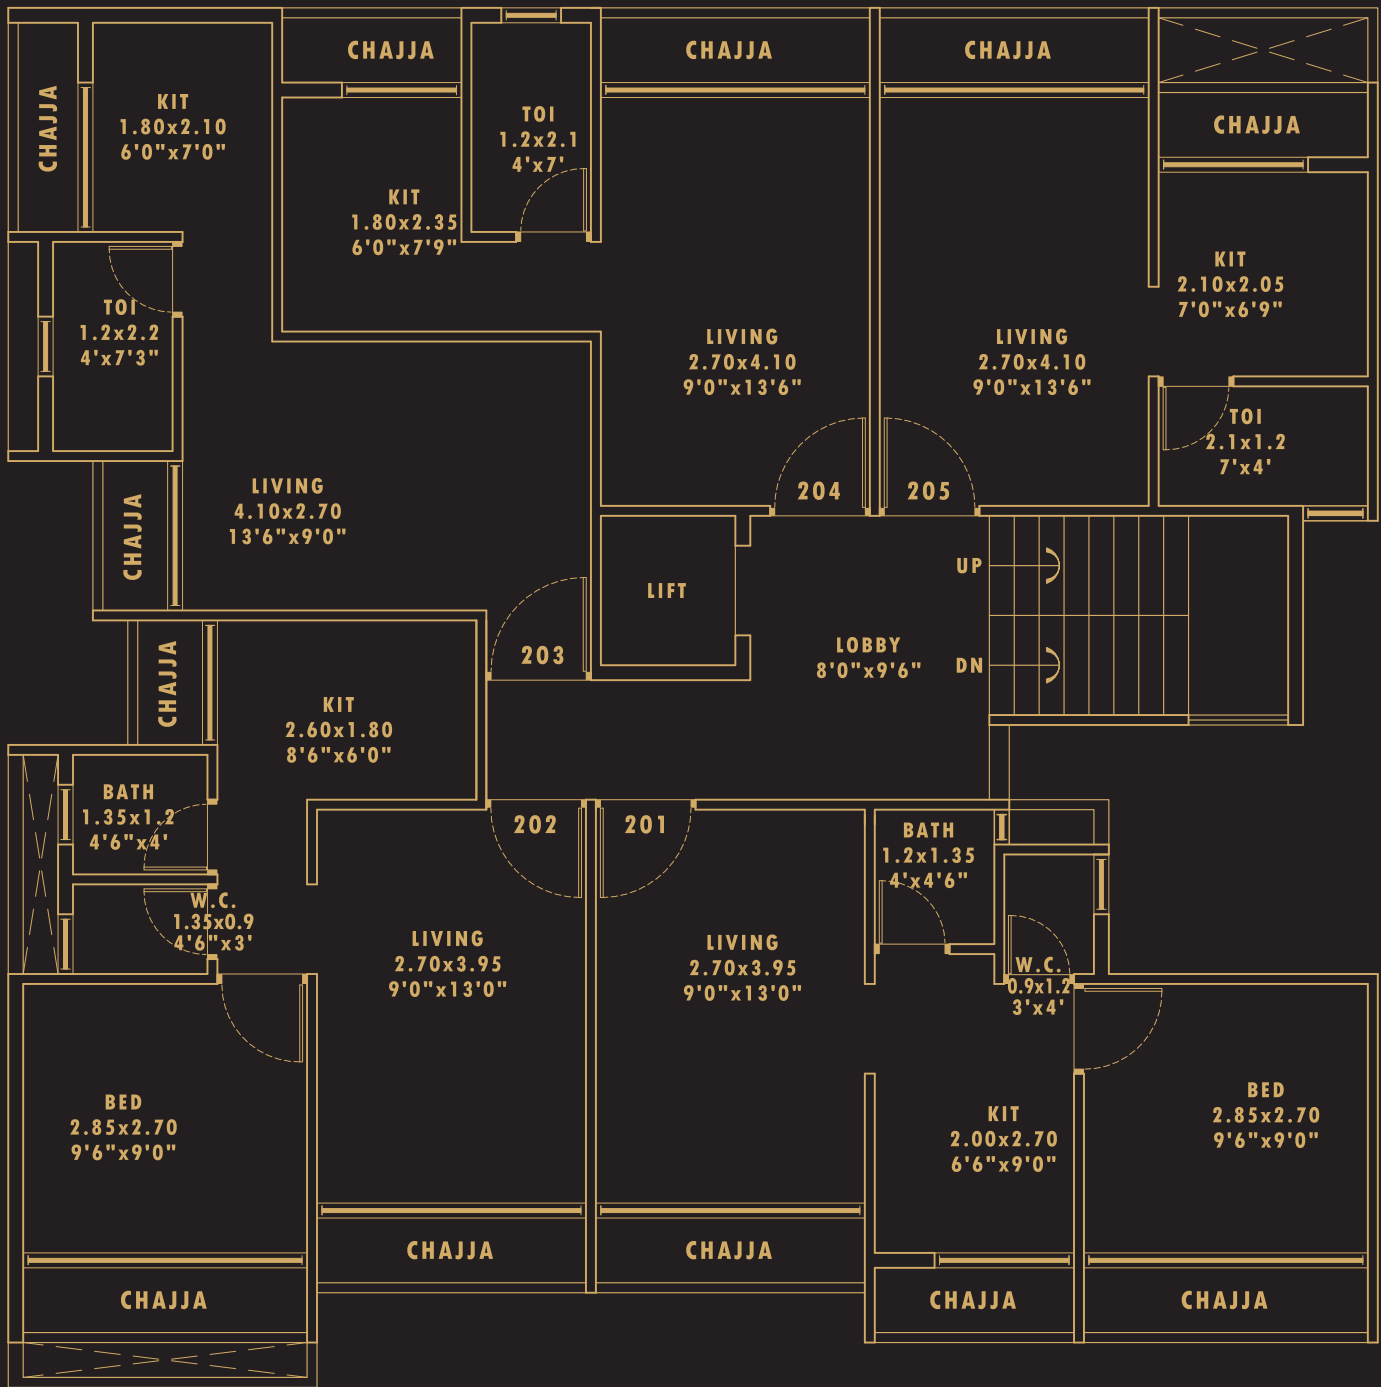 CHAJJA
CHAJJA
CHAJJA
CHAJJA
KIT
1.80x2.10
6'0"x7'0"
TOI
1.2x2.1
4'x7'
CHAJJA
KIT
1.80x2.35
6'0"x7'9"
KIT
2.10x2.05
7'0"x6'9"
TOI
1.2x2.2
4'x7'3"
LIVING
2.70x4.10
9'0"x13'6"
LIVING
2.70x4.10
9'0"x13'6"
TOI
2.1x1.2
7'x4'
LIVING
4.10x2.70
13'6"x9'0"
204
205
CHAJJA
LIFT
UP
203
LOBBY
8'0"x9'6"
DN
CHAJJA
KIT
2.60x1.80
8'6"x6'0"
BATH
1.35x1.2
4'6"x4'
202
201
BATH
1.2x1.35
4'x4'6"
W.C.
1.35x0.9
4'6"x3'
LIVING
2.70x3.95
9'0"x13'0"
LIVING
2.70x3.95
9'0"x13'0"
W.C.
0.9x1.2
3'x4'
BED
2.85x2.70
9'6"x9'0"
KIT
2.00x2.70
6'6"x9'0"
BED
2.85x2.70
9'6"x9'0"
CHAJJA
CHAJJA
CHAJJA
CHAJJA
CHAJJA